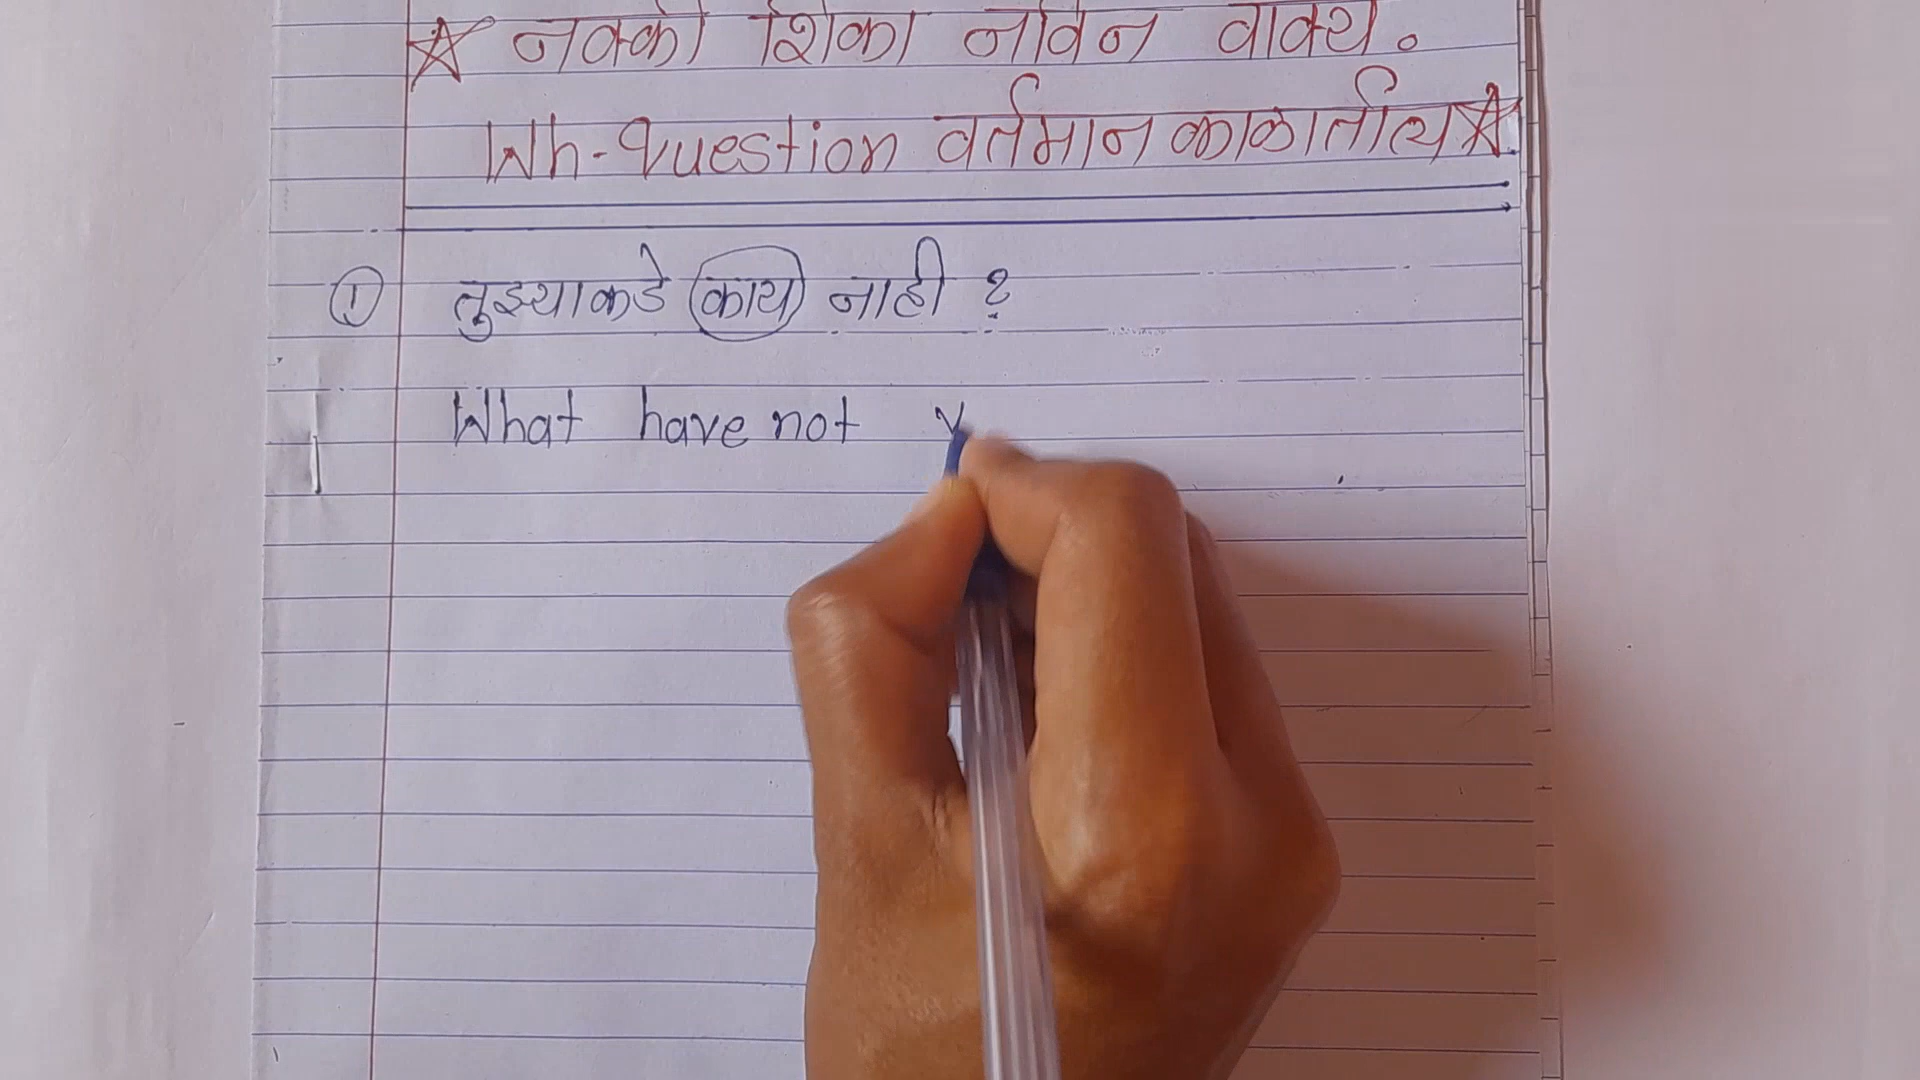 ☆ नक्की शिका नविन वाक्य.
Wh-Question वर्तमान काळातील ☆
① तुझ्याकडे काय नाही ?
What have not y